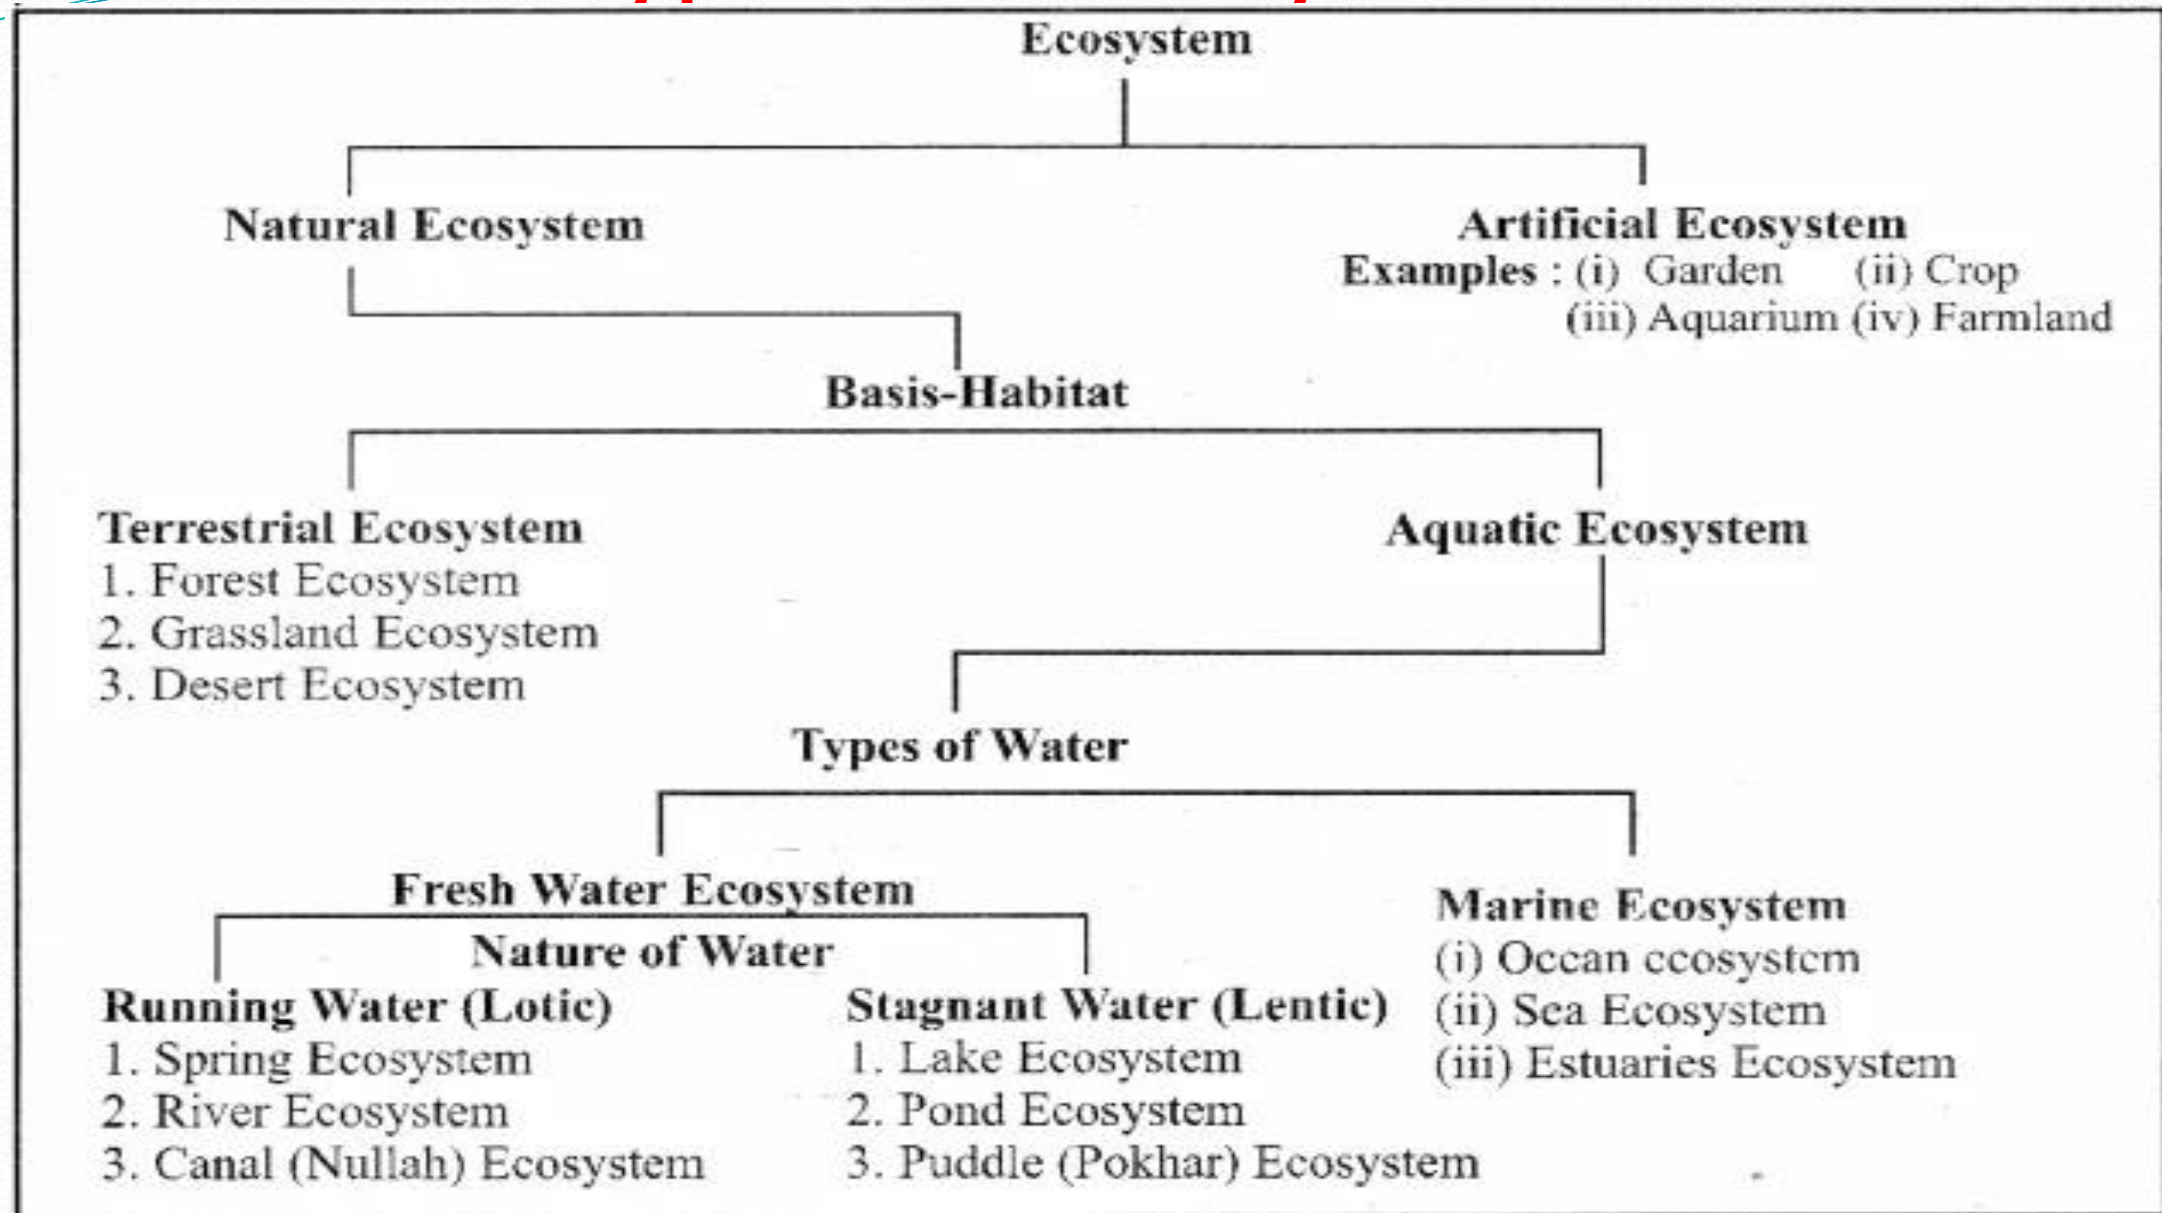 Ecosystem
Natural Ecosystem
Artificial Ecosystem
Examples : (i) Garden (ii) Crop
(iii) Aquarium (iv) Farmland
Basis-Habitat
Terrestrial Ecosystem
1. Forest Ecosystem
2. Grassland Ecosystem
3. Desert Ecosystem
Aquatic Ecosystem
Types of Water
Fresh Water Ecosystem
Nature of Water
Running Water (Lotic)
1. Spring Ecosystem
2. River Ecosystem
3. Canal (Nullah) Ecosystem
Stagnant Water (Lentic)
1. Lake Ecosystem
2. Pond Ecosystem
3. Puddle (Pokhar) Ecosystem
Marine Ecosystem
(i) Ocean ecosystem
(ii) Sea Ecosystem
(iii) Estuaries Ecosystem